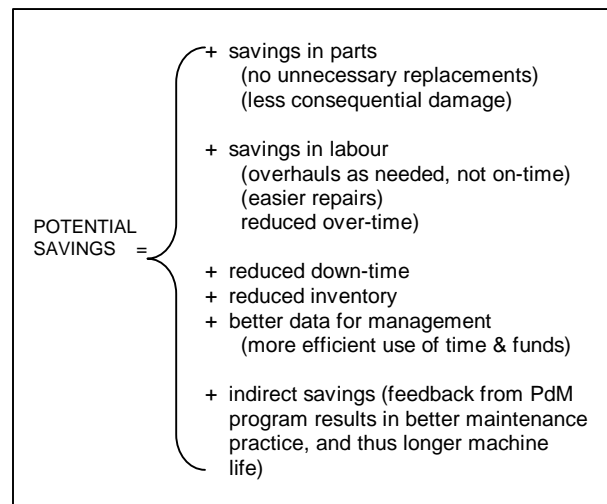 + savings in parts
(no unnecessary replacements)
(less consequential damage)
+ savings in labour
(overhauls as needed, not on-time)
(easier repairs)
reduced over-time)
POTENTIAL
SAVINGS =
+ reduced down-time
+ reduced inventory
+ better data for management
(more efficient use of time & funds)
+ indirect savings (feedback from PdM
program results in better maintenance
practice, and thus longer machine
life)